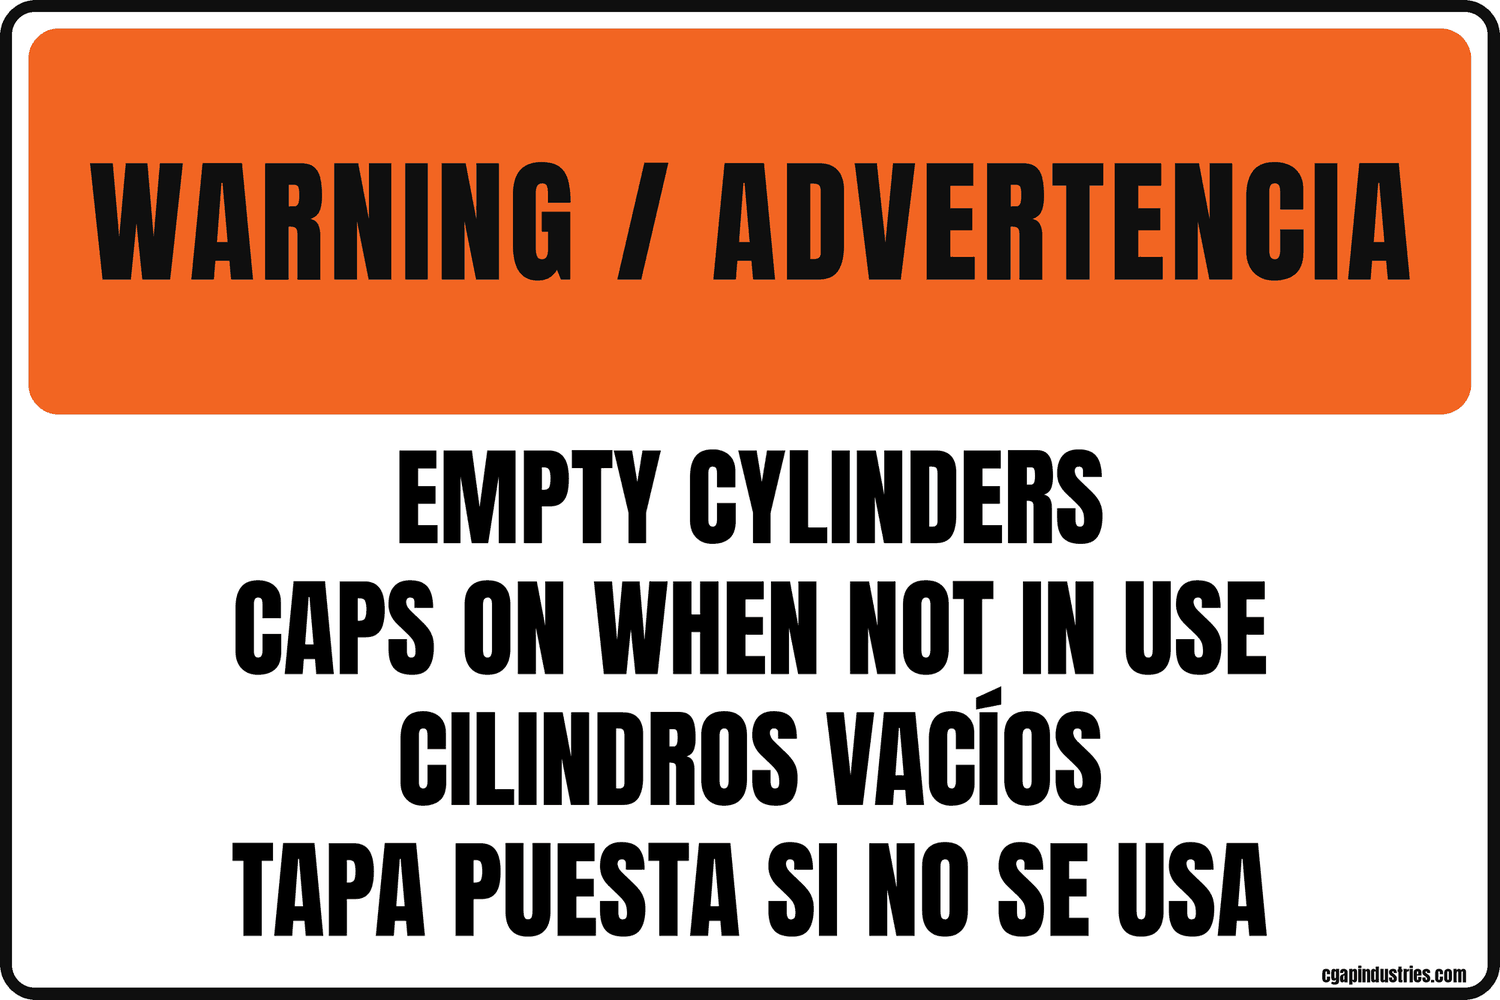 WARNING / ADVERTENCIA
EMPTY CYLINDERS
CAPS ON WHEN NOT IN USE
CILINDROS VACÍOS
TAPA PUESTA SI NO SE USA
cgapindustries.com